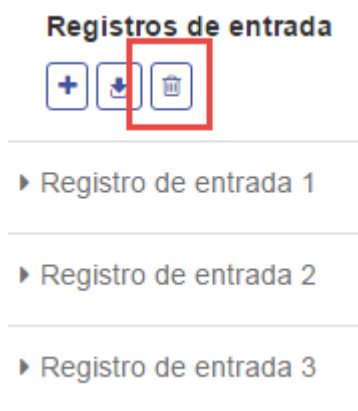 Registros de entrada
Registro de entrada 1
Registro de entrada 2
Registro de entrada 3